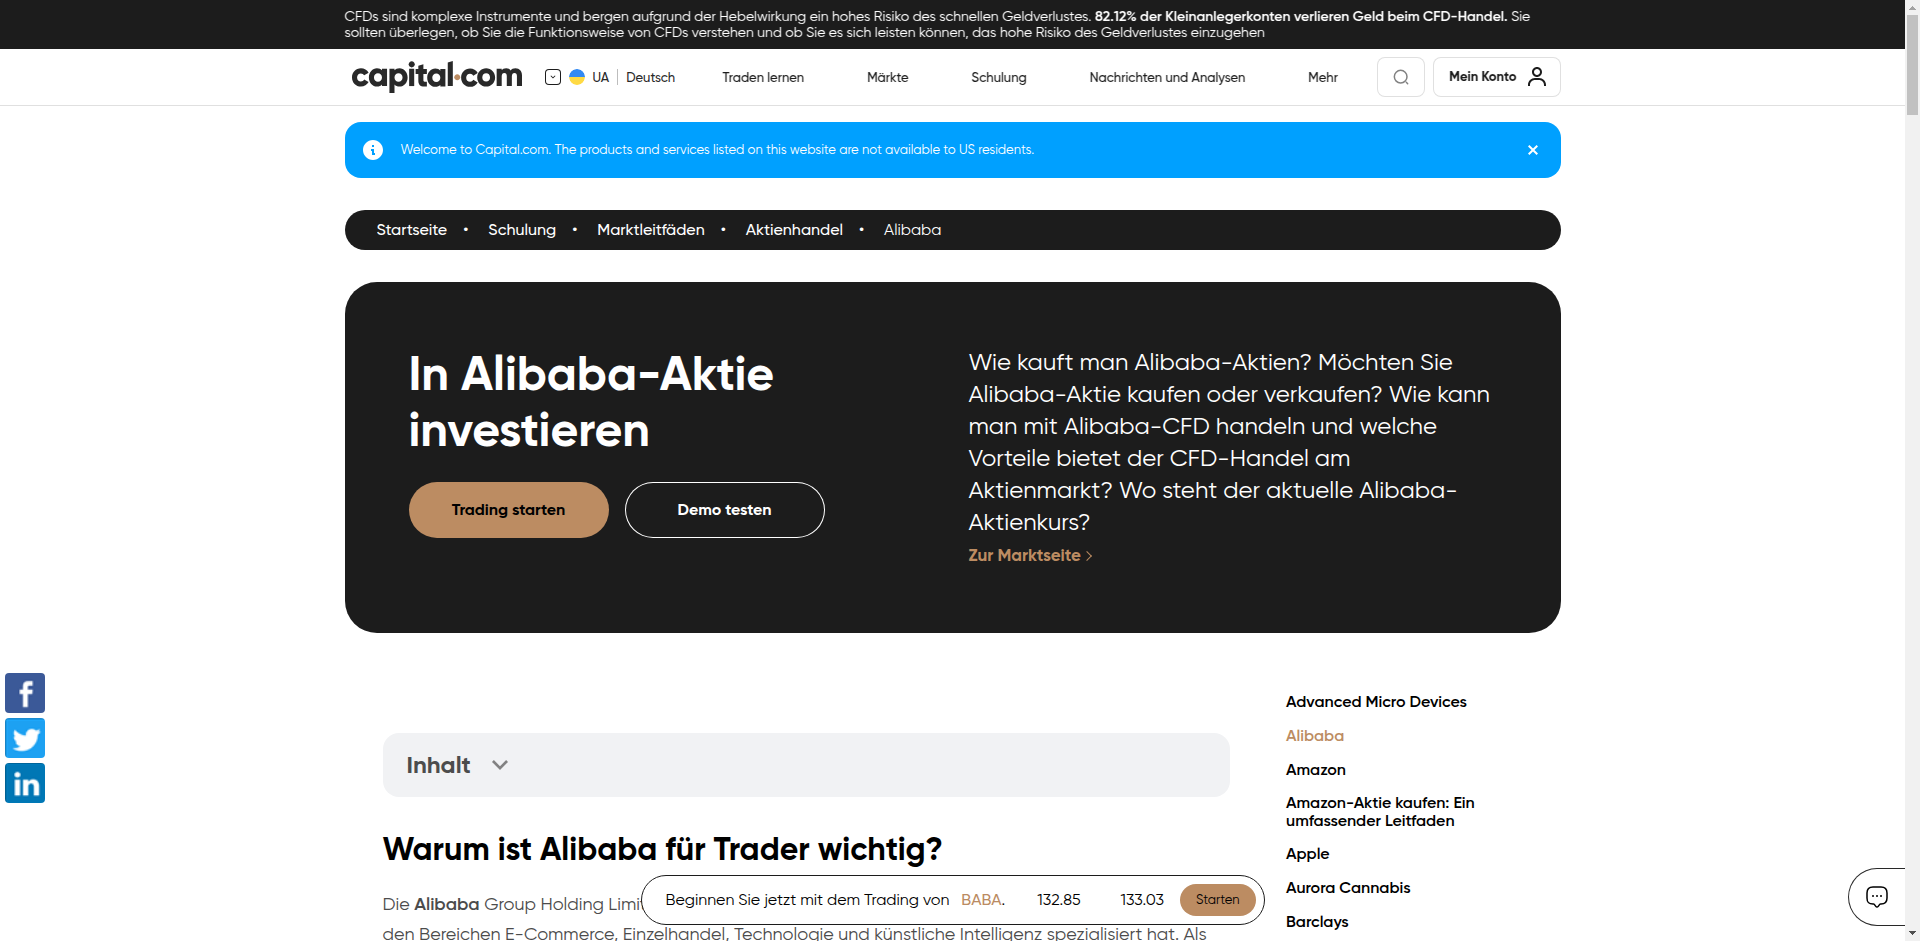 CFDs sind komplexe Instrumente und bergen aufgrund der Hebelwirkung ein hohes Risiko des schnellen Geldverlustes. 82.12% der Kleinanlegerkonten verlieren Geld beim CFD-Handel. Sie
sollten überlegen, ob Sie die Funktionsweise von CFDs verstehen und ob Sie es sich leisten können, das hohe Risiko des Geldverlustes einzugehen
capital.com
UA Deutsch
Traden lernen
Märkte
Schulung
Nachrichten und Analysen
Mehr
Mein Konto
Welcome to Capital.com. The products and services listed on this website are not available to US residents.
Startseite • Schulung • Marktleitfäden • Aktienhandel • Alibaba
In Alibaba-Aktie
investieren
Trading starten
Demo testen
Wie kauft man Alibaba-Aktien? Möchten Sie
Alibaba-Aktie kaufen oder verkaufen? Wie kann
man mit Alibaba-CFD handeln und welche
Vorteile bietet der CFD-Handel am
Aktienmarkt? Wo steht der aktuelle Alibaba-
Aktienkurs?
Zur Marktseite
Inhalt
Warum ist Alibaba für Trader wichtig?
Die Alibaba Group Holding Limi
den Bereichen E-Commerce, Einzelhandel, Technologie und künstliche Intelligenz spezialisiert hat. Als
Beginnen Sie jetzt mit dem Trading von BABA. 132.85 133.03 Starten
Advanced Micro Devices
Alibaba
Amazon
Amazon-Aktie kaufen: Ein
umfassender Leitfaden
Apple
Aurora Cannabis
Barclays